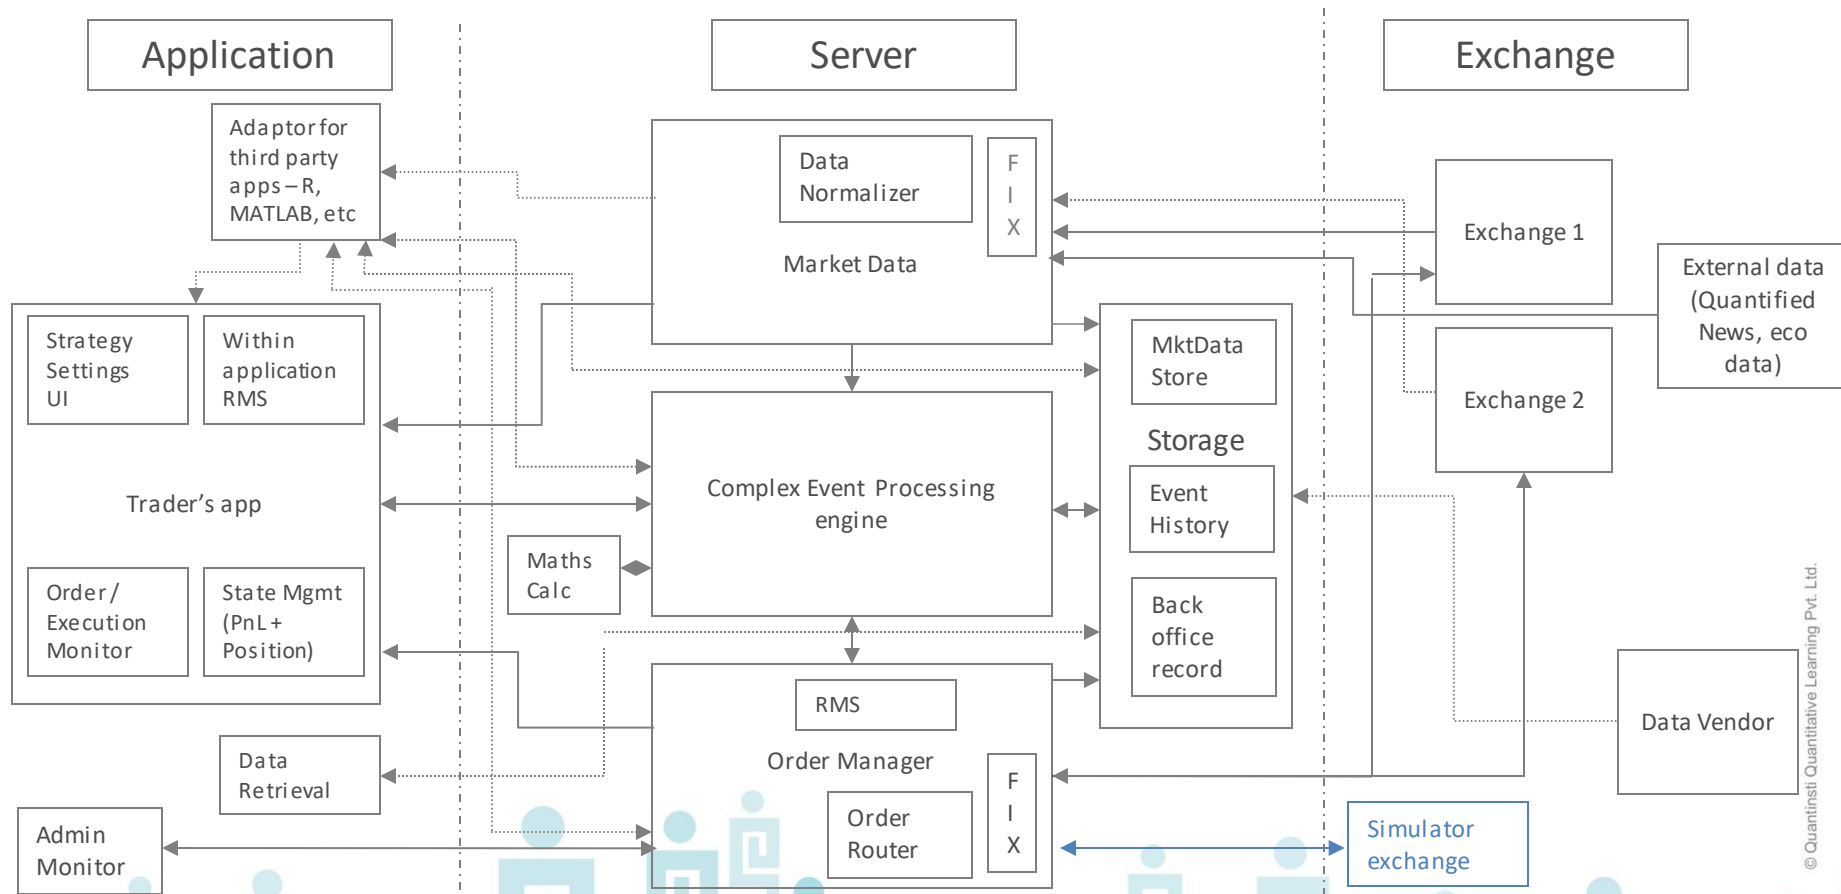 Application
Server
Exchange
Adaptor for
third party
apps – R,
MATLAB, etc
Data
Normalizer
F
I
X
Market Data
Exchange 1
External data
(Quantified
News, eco
data)
Strategy
Settings
UI
Within
application
RMS
Trader's app
Order /
Execution
Monitor
State Mgmt
(PnL +
Position)
Complex Event Processing
engine
Maths
Calc
MktData
Store
Storage
Event
History
Back
office
record
Exchange 2
RMS
Order Manager
Order
Router
F
I
X
Data
Retrieval
Admin
Monitor
Simulator
exchange
Data Vendor
© Quantinsti Quantitative Learning Pvt. Ltd.